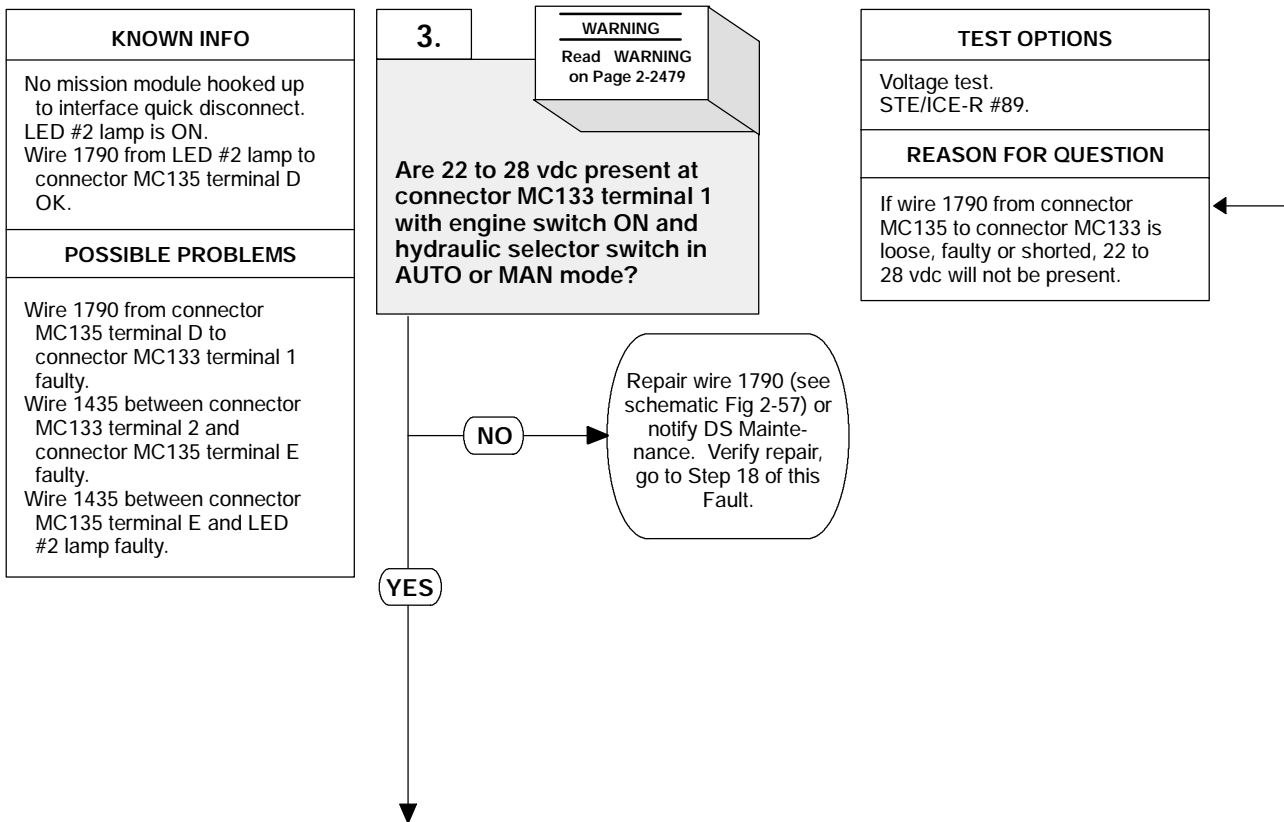 KNOWN INFO
No mission module hooked up
to interface quick disconnect.
LED #2 lamp is ON.
Wire 1790 from LED #2 lamp to
connector MC135 terminal D
OK.
POSSIBLE PROBLEMS
Wire 1790 from connector
MC135 terminal D to
connector MC133 terminal 1
faulty.
Wire 1435 between connector
MC133 terminal 2 and
connector MC135 terminal E
faulty.
Wire 1435 between connector
MC135 terminal E and LED
#2 lamp faulty.
3.
WARNING
Read WARNING
on Page 2-2479
Are 22 to 28 vdc present at
connector MC133 terminal 1
with engine switch ON and
hydraulic selector switch in
AUTO or MAN mode?
NO
Repair wire 1790 (see
schematic Fig 2-57) or
notify DS Mainte-
nance. Verify repair,
go to Step 18 of this
Fault.
YES
TEST OPTIONS
Voltage test.
STE/ICE-R #89.
REASON FOR QUESTION
If wire 1790 from connector
MC135 to connector MC133 is
loose, faulty or shorted, 22 to
28 vdc will not be present.